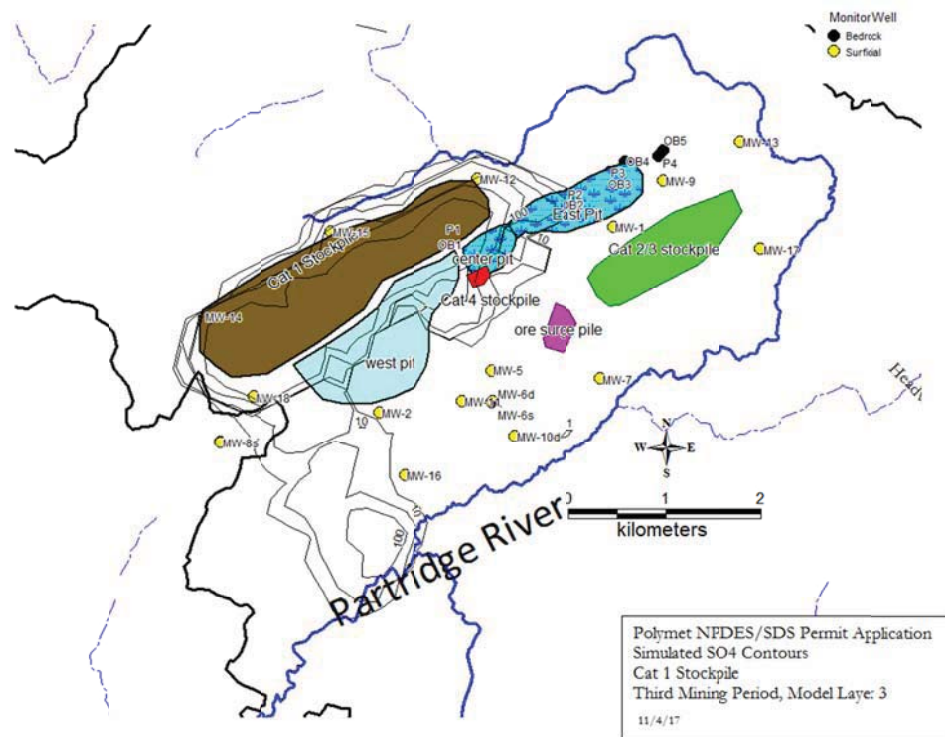 MonitorWell
Bedrock
Surficial
OB5
MW-13
OB4
P4
P3
MW-9
OB3
MW-12
P2
OB2
100
East Pit
MW-1
P1
MW-15
10
MW-17
OB1
Cat 2/3 stockpile
center pit
Cat 1 Stockpile
Cat 4 stockpile
1
MW-14
ore surge pile
west pit
MW-5
MW-7
Headw
MW-18
MW-6d
MW-2
MW-6s
10
1
MW-8s
MW-10d
N
W E
S
MW-16
10
0 1 2
kilometers
100
Partridge River
Polymet NPDES/SDS Permit Application
Simulated SO4 Contours
Cat 1 Stockpile
Third Mining Period, Model Laye: 3
11/4/17